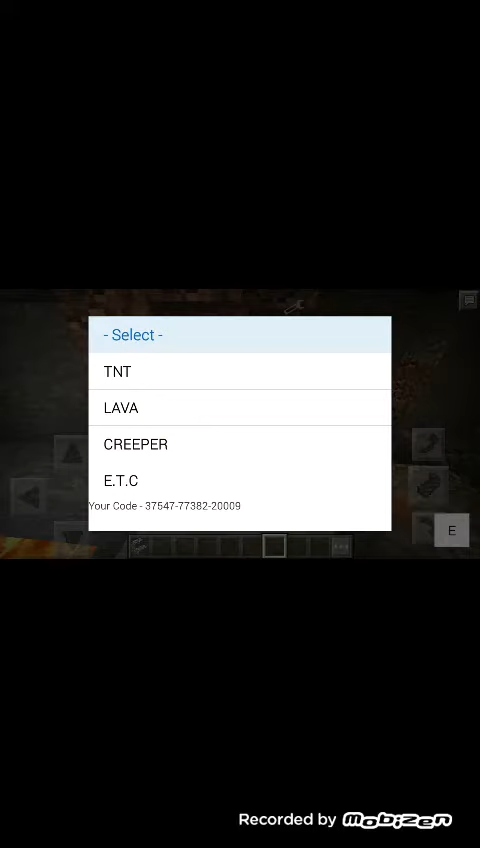 - Select -
TNT
LAVA
CREEPER
E.T.C
Your Code - 37547-77382-20009
E
Recorded by Mobizen